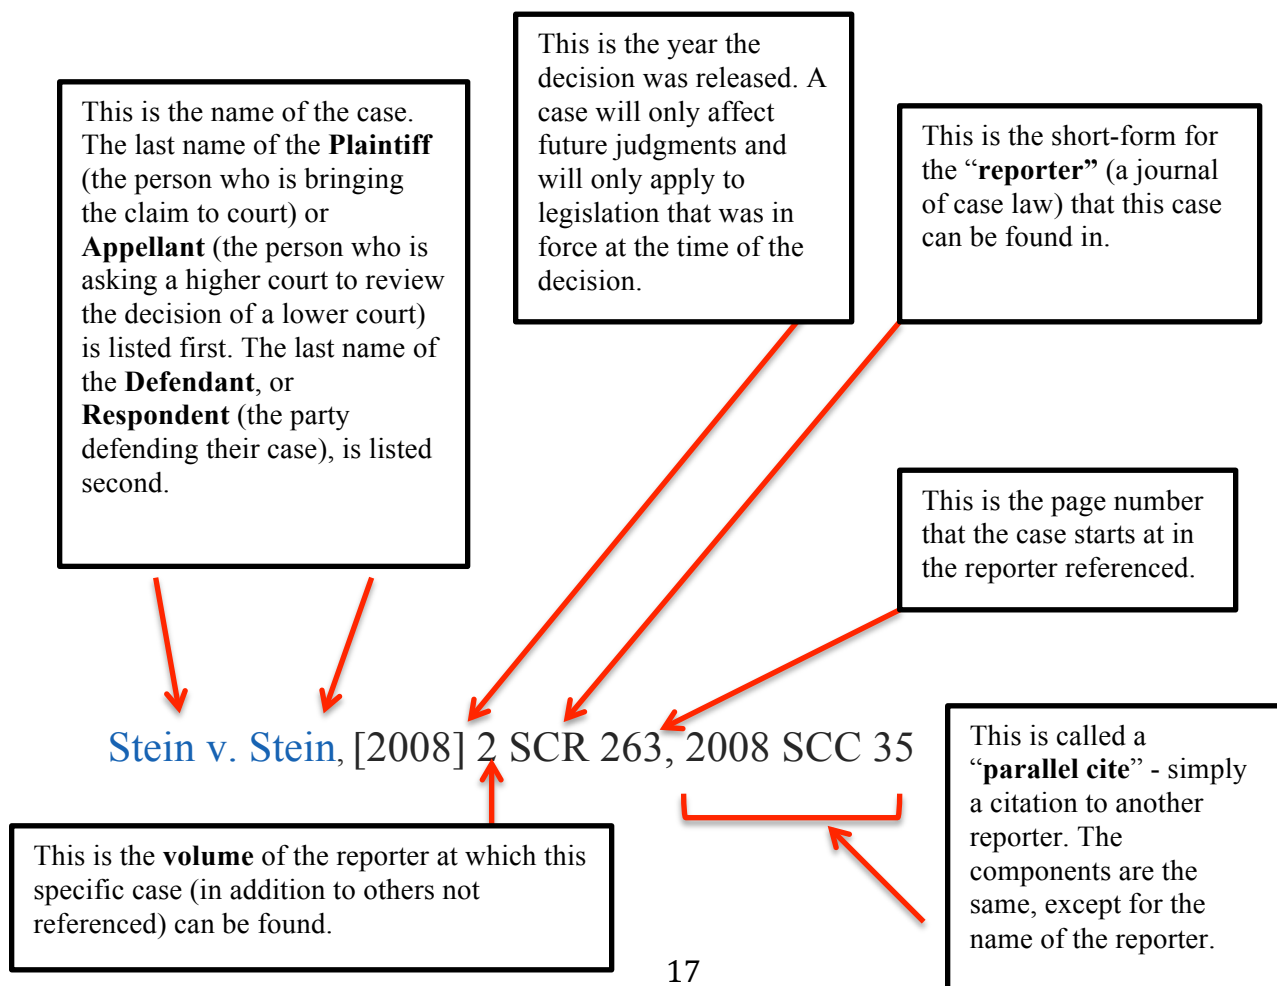 This is the name of the case.
The last name of the Plaintiff
(the person who is bringing
the claim to court) or
Appellant (the person who is
asking a higher court to review
the decision of a lower court)
is listed first. The last name of
the Defendant, or
Respondent (the party
defending their case), is listed
second.
This is the year the
decision was released. A
case will only affect
future judgments and
will only apply to
legislation that was in
force at the time of the
decision.
This is the short-form for
the “reporter” (a journal
of case law) that this case
can be found in.
This is the page number
that the case starts at in
the reporter referenced.
Stein v. Stein, [2008] 2 SCR 263, 2008 SCC 35
This is the volume of the reporter at which this
specific case (in addition to others not
referenced) can be found.
This is called a
“parallel cite” - simply
a citation to another
reporter. The
components are the
same, except for the
name of the reporter.
17